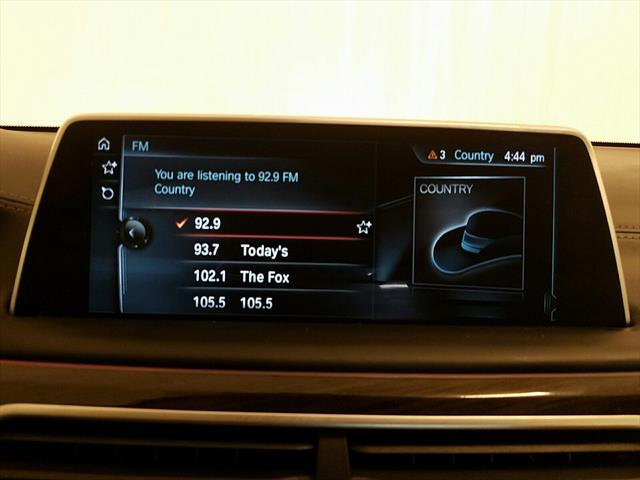 FM
3 Country 4:44 pm
You are listening to 92.9 FM
Country
92.9
93.7 Today's
102.1 The Fox
105.5 105.5
COUNTRY